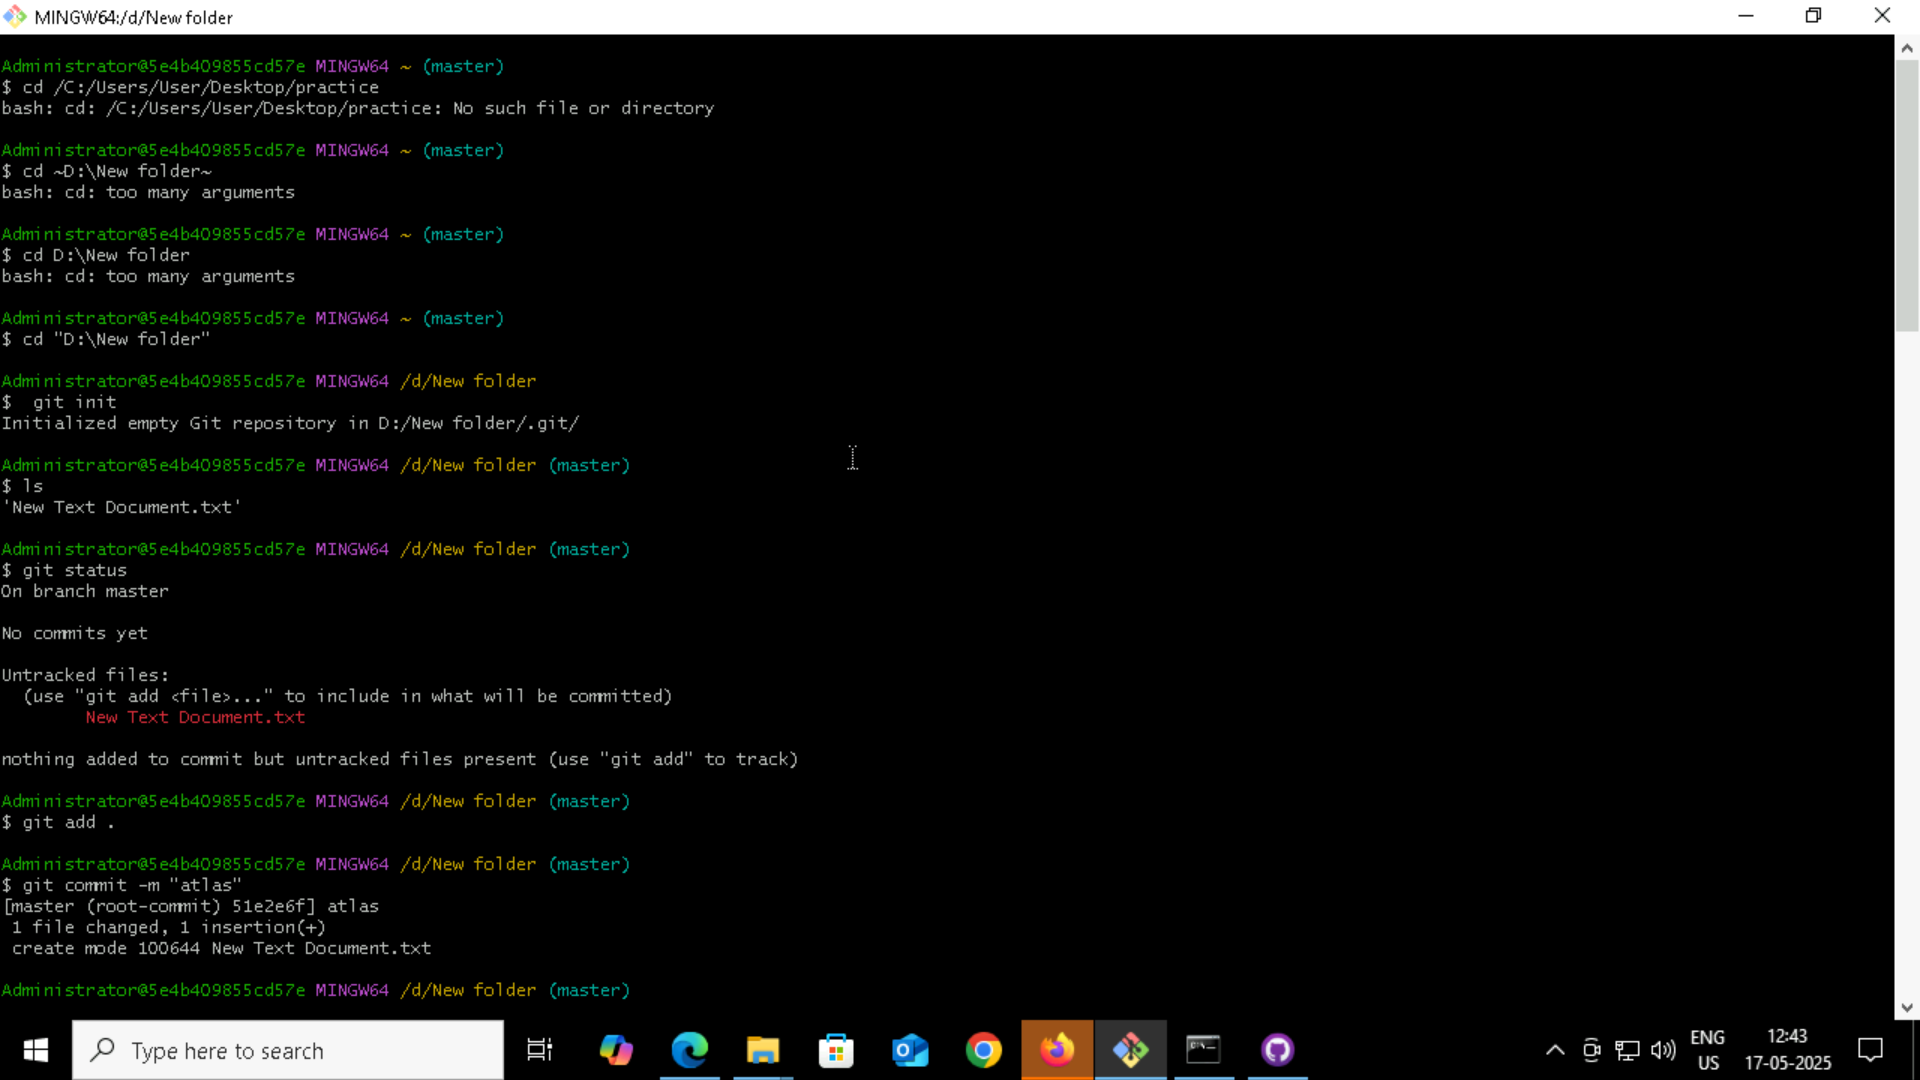 MINGW64:/d/New folder
Administrator@5e4b409855cd57e MINGW64 ~ (master)
$ cd /C:/Users/User/Desktop/practice
bash: cd: /C:/Users/User/Desktop/practice: No such file or directory
Administrator@5e4b409855cd57e MINGW64 ~ (master)
$ cd ~D:\New folder~
bash: cd: too many arguments
Administrator@5e4b409855cd57e MINGW64 ~ (master)
$ cd D:\New folder
bash: cd: too many arguments
Administrator@5e4b409855cd57e MINGW64 ~ (master)
$ cd "D:\New folder"
Administrator@5e4b409855cd57e MINGW64 /d/New folder
$  git init
Initialized empty Git repository in D:/New folder/.git/
Administrator@5e4b409855cd57e MINGW64 /d/New folder (master)
$ ls
'New Text Document.txt'
Administrator@5e4b409855cd57e MINGW64 /d/New folder (master)
$ git status
On branch master
No commits yet
Untracked files:
  (use "git add <file>..." to include in what will be committed)
        New Text Document.txt
nothing added to commit but untracked files present (use "git add" to track)
Administrator@5e4b409855cd57e MINGW64 /d/New folder (master)
$ git add .
Administrator@5e4b409855cd57e MINGW64 /d/New folder (master)
$ git commit -m "atlas"
[master (root-commit) 51e2e6f] atlas
 1 file changed, 1 insertion(+)
 create mode 100644 New Text Document.txt
Administrator@5e4b409855cd57e MINGW64 /d/New folder (master)
Type here to search
ENG
US
12:43
17-05-2025